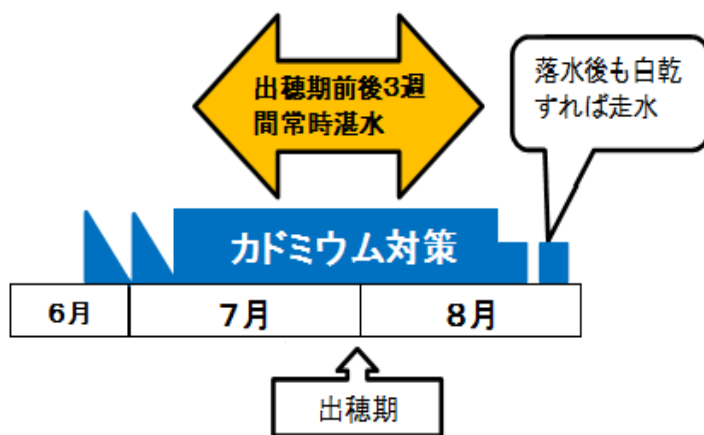 出穂期前後3週
間常時湛水
落水後も白乾
すれば走水
カドミウム対策
6月
7月
8月
出穂期